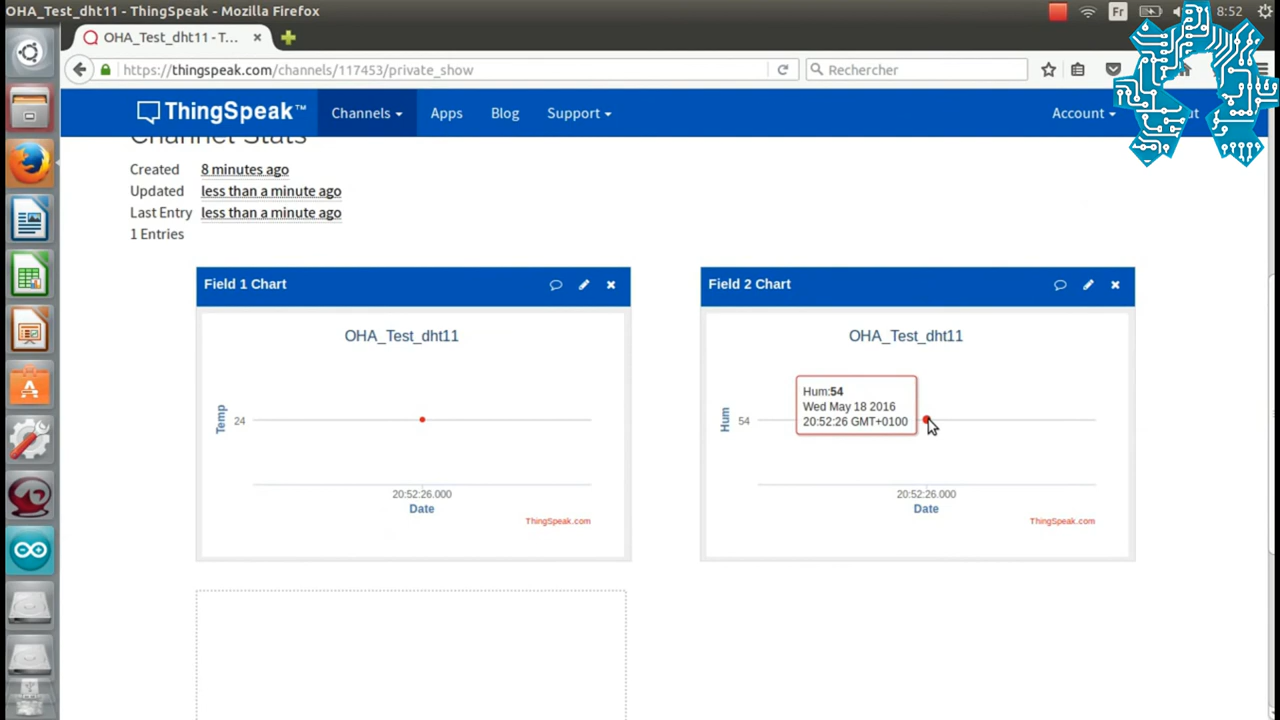 OHA_Test_dht11 - ThingSpeak - Mozilla Firefox
Fr
8:52
OHA_Test_dht11 - T...
https://thingspeak.com/channels/117453/private_show
Rechercher
ThingSpeak™
Channels
Apps
Blog
Support
Account
Channel Stats
Created 8 minutes ago
Updated less than a minute ago
Last Entry less than a minute ago
1 Entries
Field 1 Chart
OHA_Test_dht11
Temp
24
20:52:26.000
Date
ThingSpeak.com
Field 2 Chart
OHA_Test_dht11
Hum:54
Wed May 18 2016
20:52:26 GMT+0100
Hum
54
20:52:26.000
Date
ThingSpeak.com